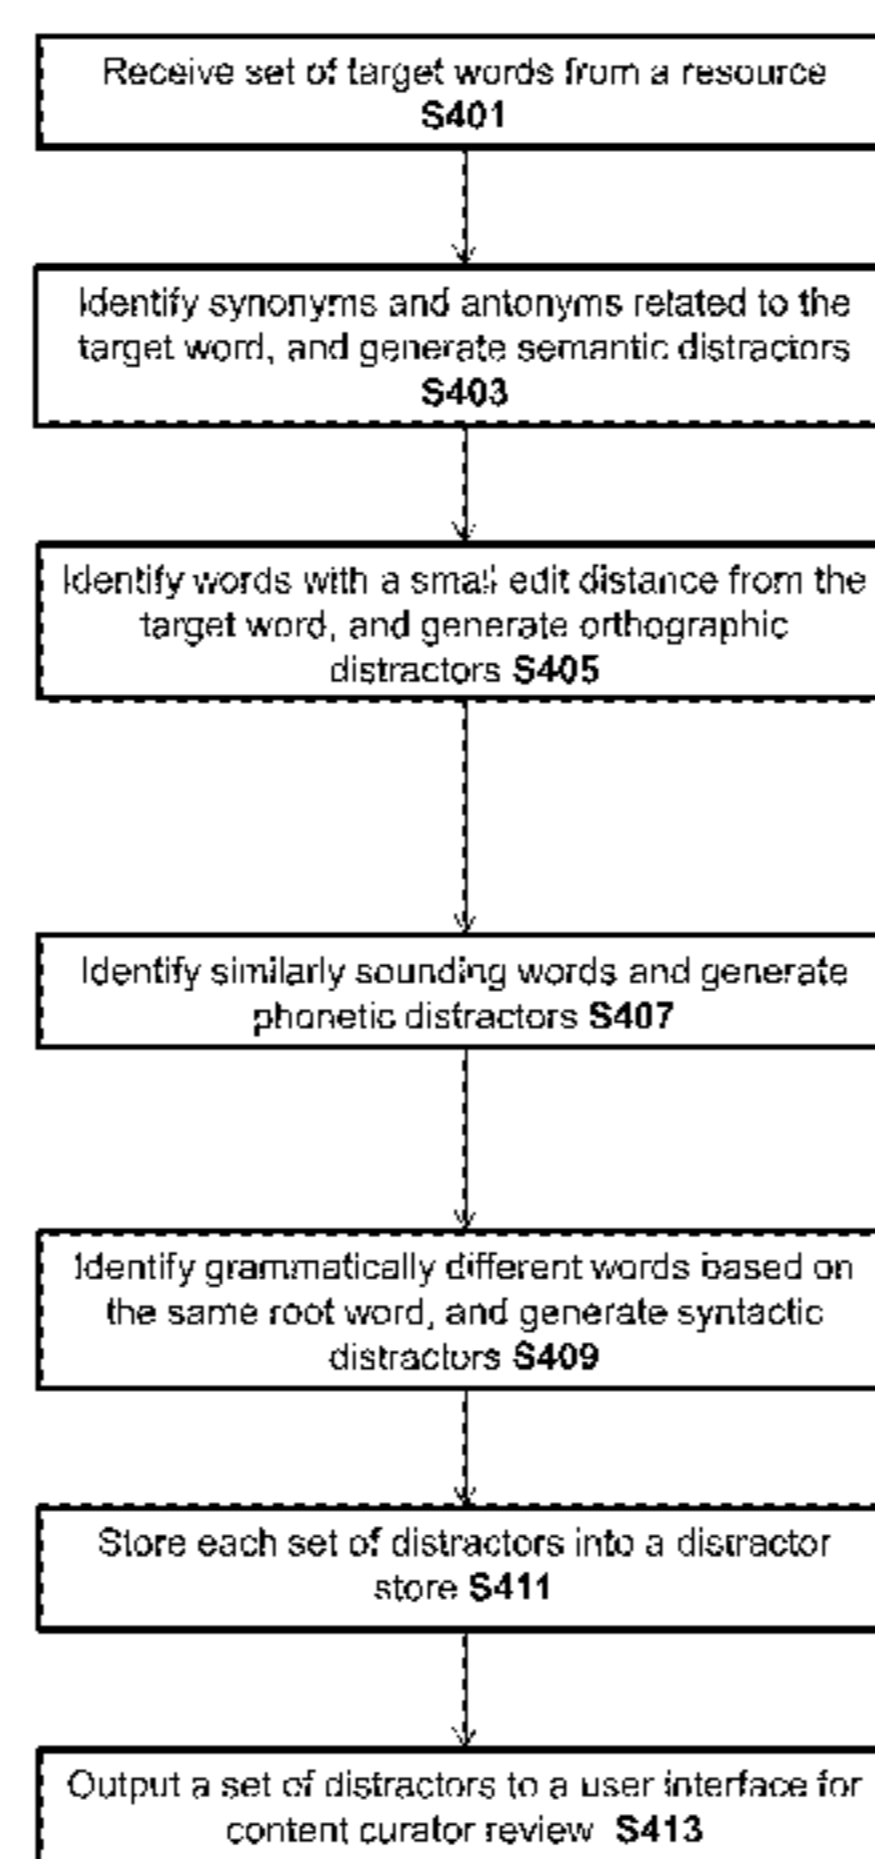 Receive set of target words from a resource
S401
Identify synonyms and antonyms related to the
target word, and generate semantic distractors
S403
Identify words with a small edit distance from the
target word, and generate orthographic
distractors S405
Identify similarly sounding words and generate
phonetic distractors S407
Identify grammatically different words based on
the same root word, and generate syntactic
distractors S409
Store each set of distractors into a distractor
store S411
Output a set of distractors to a user interface for
content curator review S413